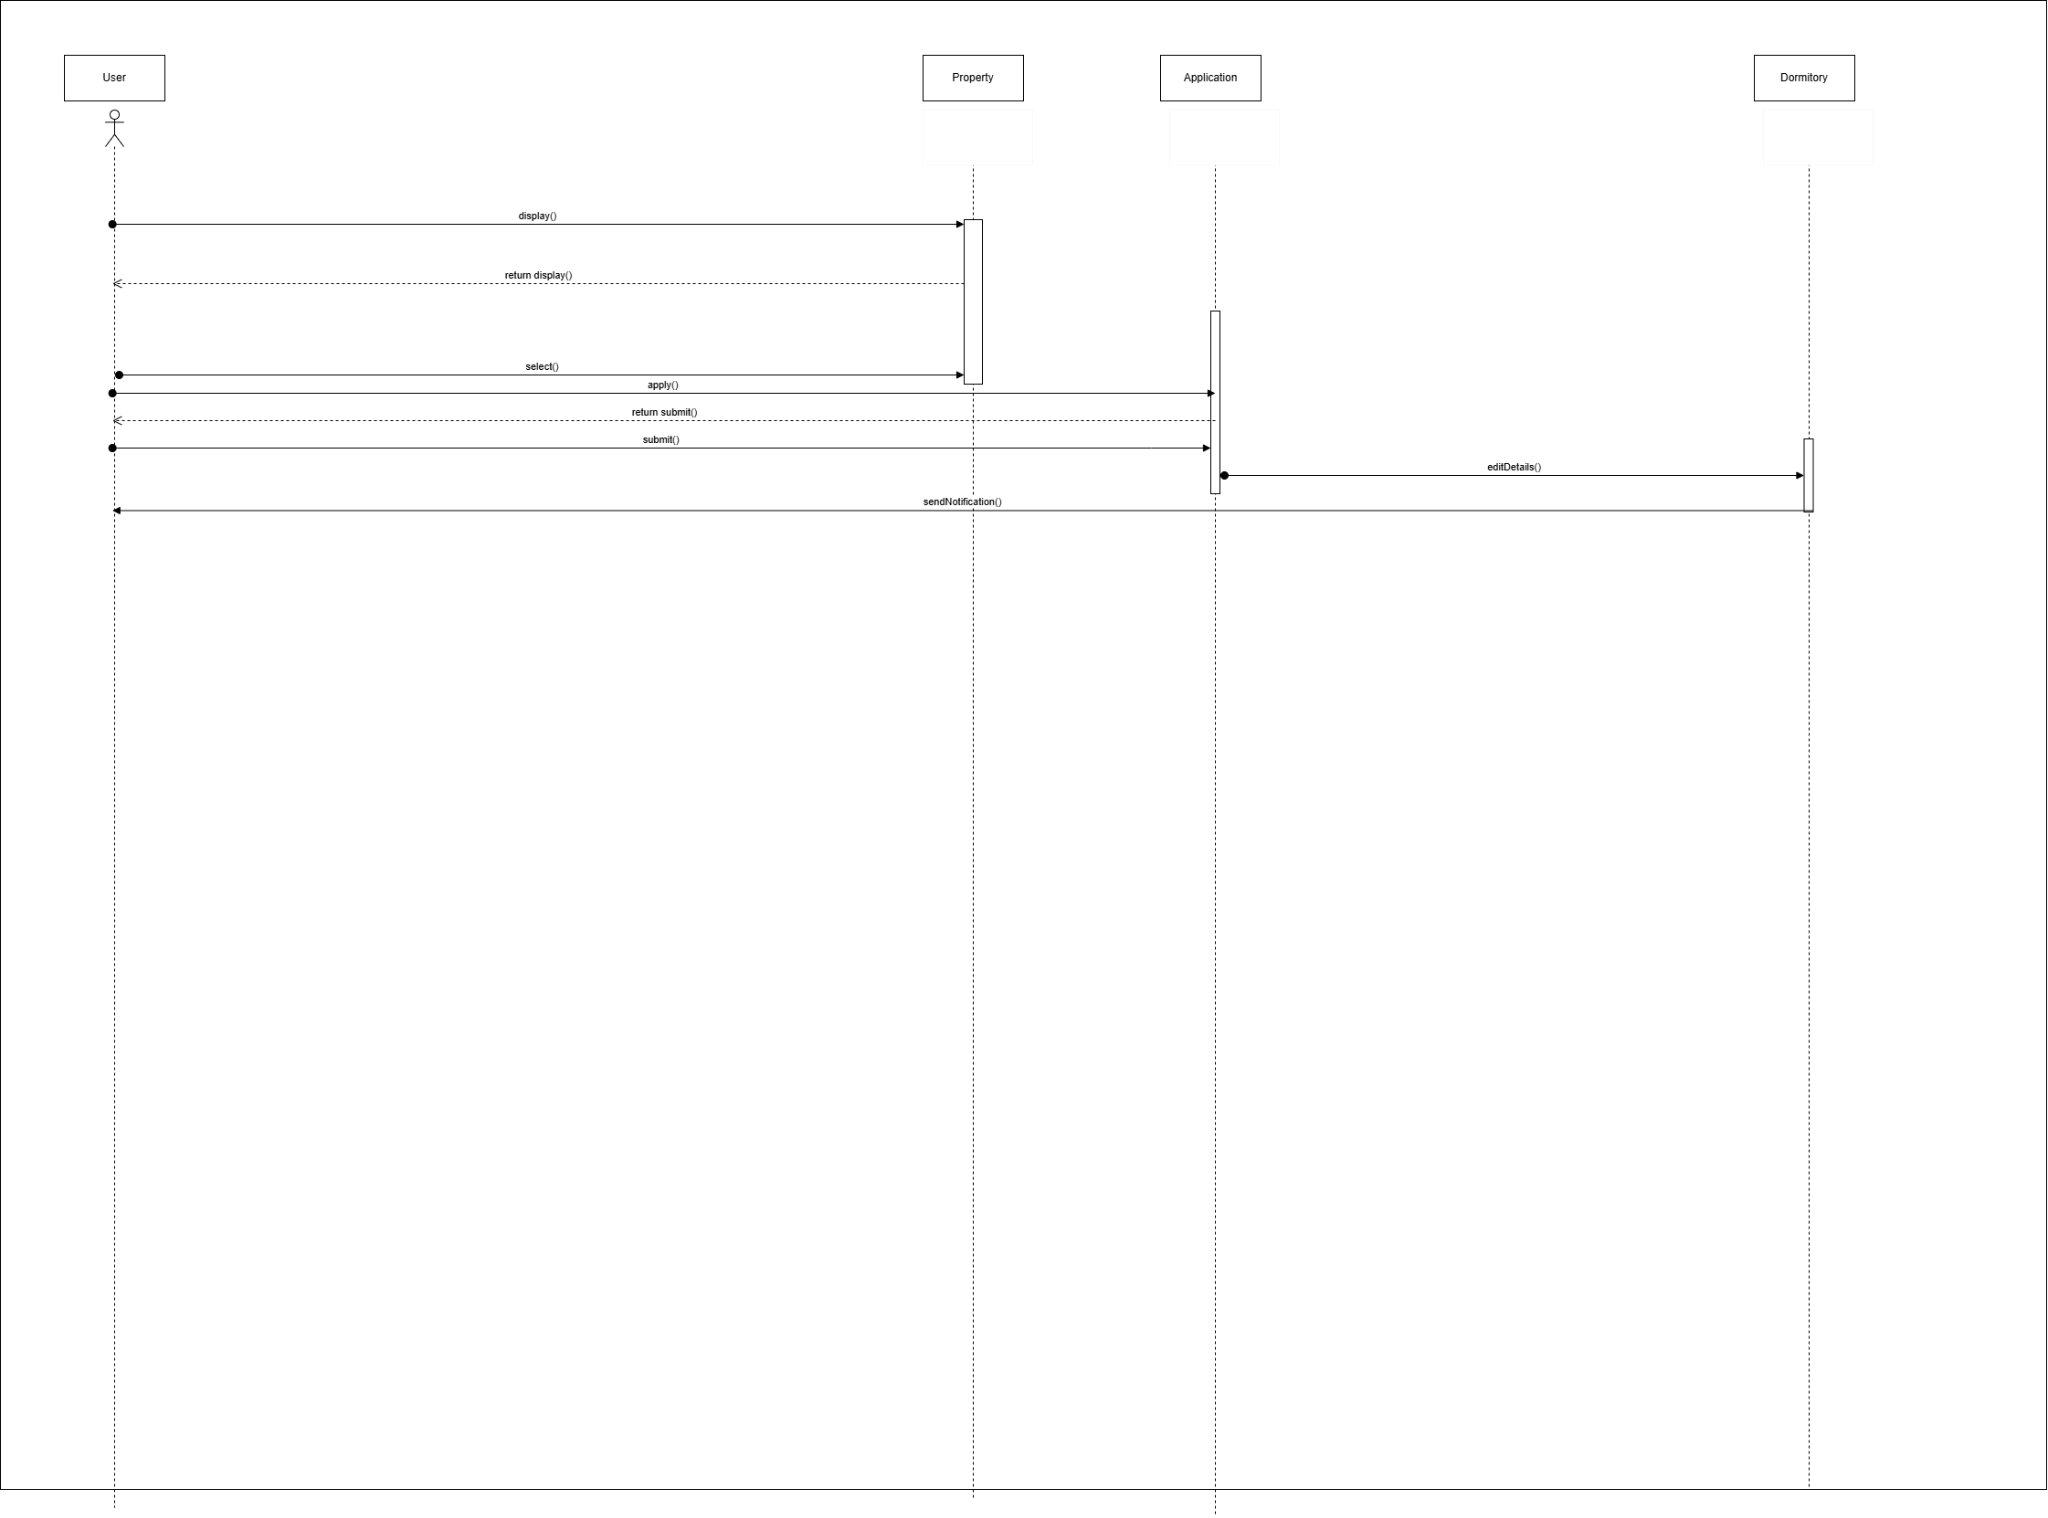 User
Property
Application
Dormitory
display()
return display()
select()
apply()
return submit()
submit()
editDetails()
sendNotification()